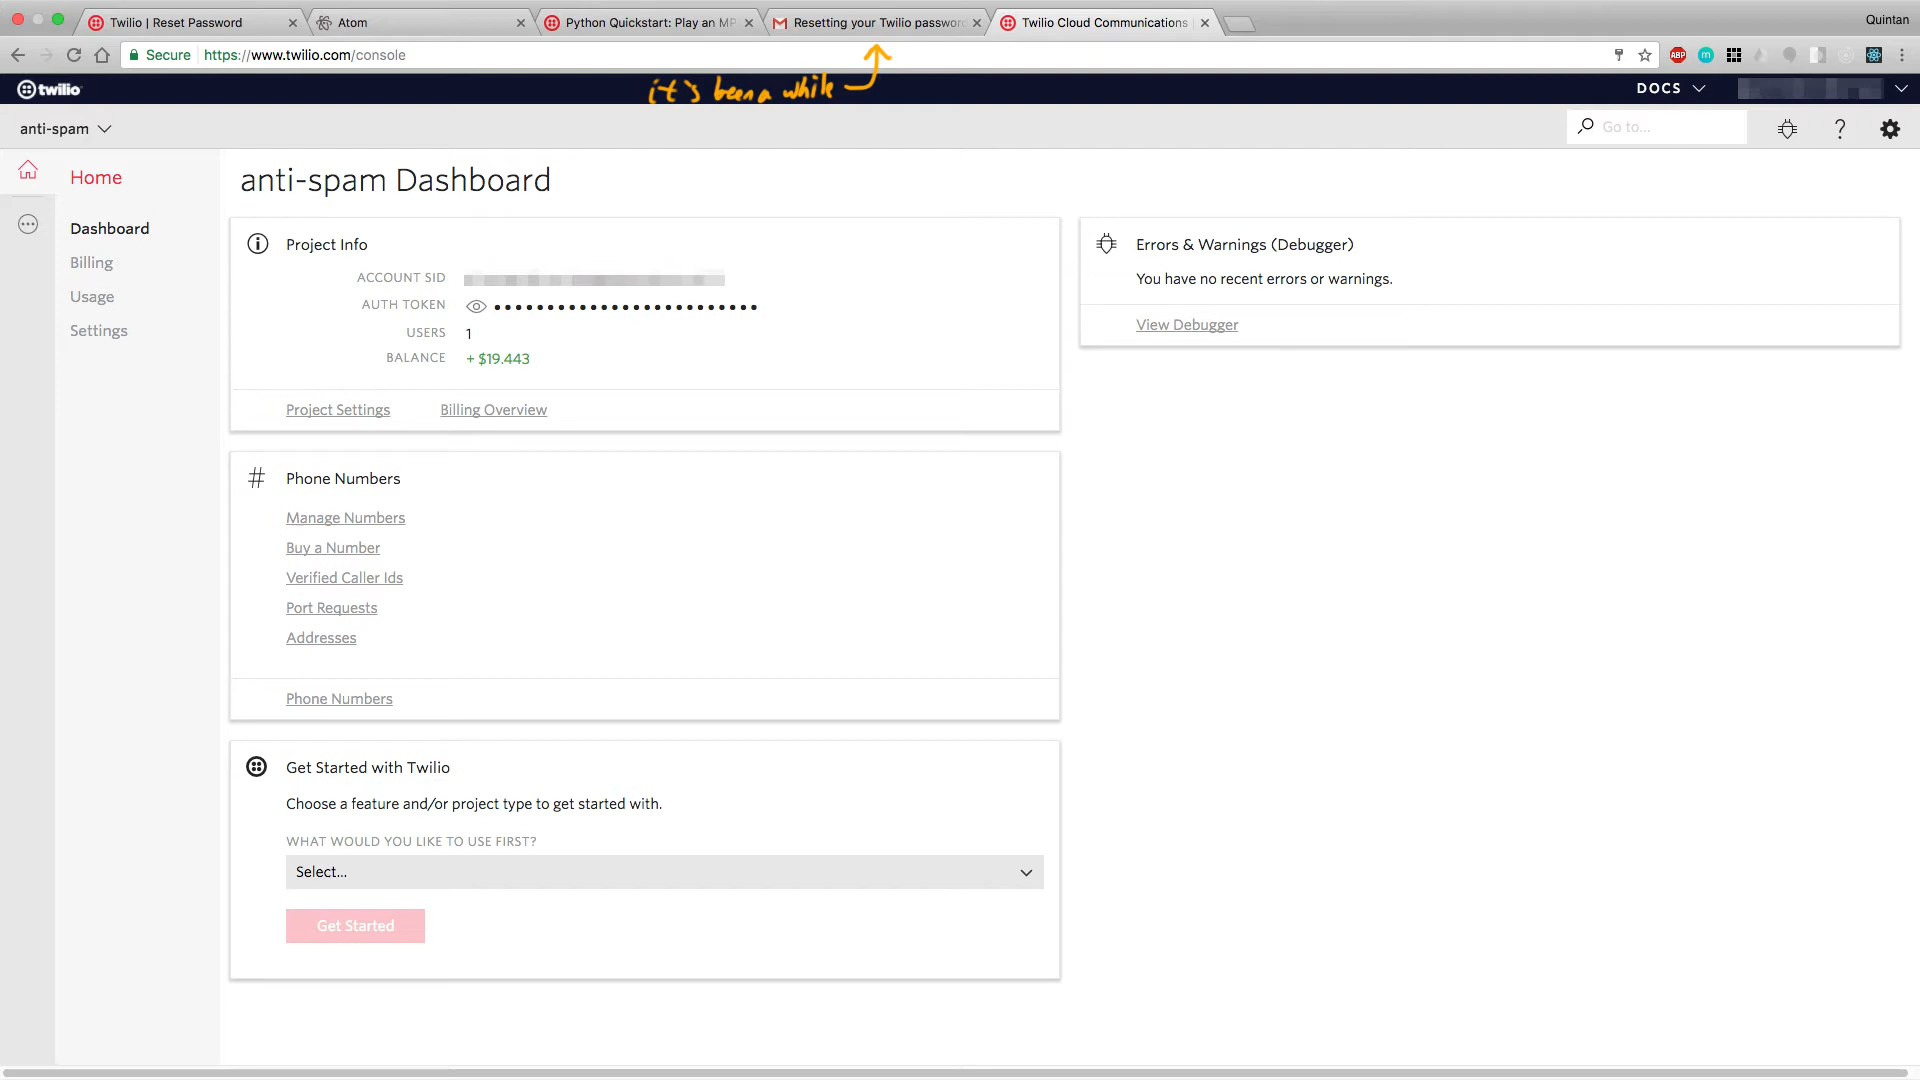 Twilio | Reset Password
Atom
Python Quickstart: Play an MP
Resetting your Twilio passwor
Twilio Cloud Communications
Quintan
Secure https://www.twilio.com/console
ABP
m
it's been a while
twilio
DOCS
anti-spam
Go to...
?
Home
Dashboard
Billing
Usage
Settings
anti-spam Dashboard
Project Info
ACCOUNT SID
AUTH TOKEN •••••••••••••••••••••••••
USERS 1
BALANCE + $19.443
Project Settings Billing Overview
Errors & Warnings (Debugger)
You have no recent errors or warnings.
View Debugger
# Phone Numbers
Manage Numbers
Buy a Number
Verified Caller Ids
Port Requests
Addresses
Phone Numbers
Get Started with Twilio
Choose a feature and/or project type to get started with.
WHAT WOULD YOU LIKE TO USE FIRST?
Select...
Get Started